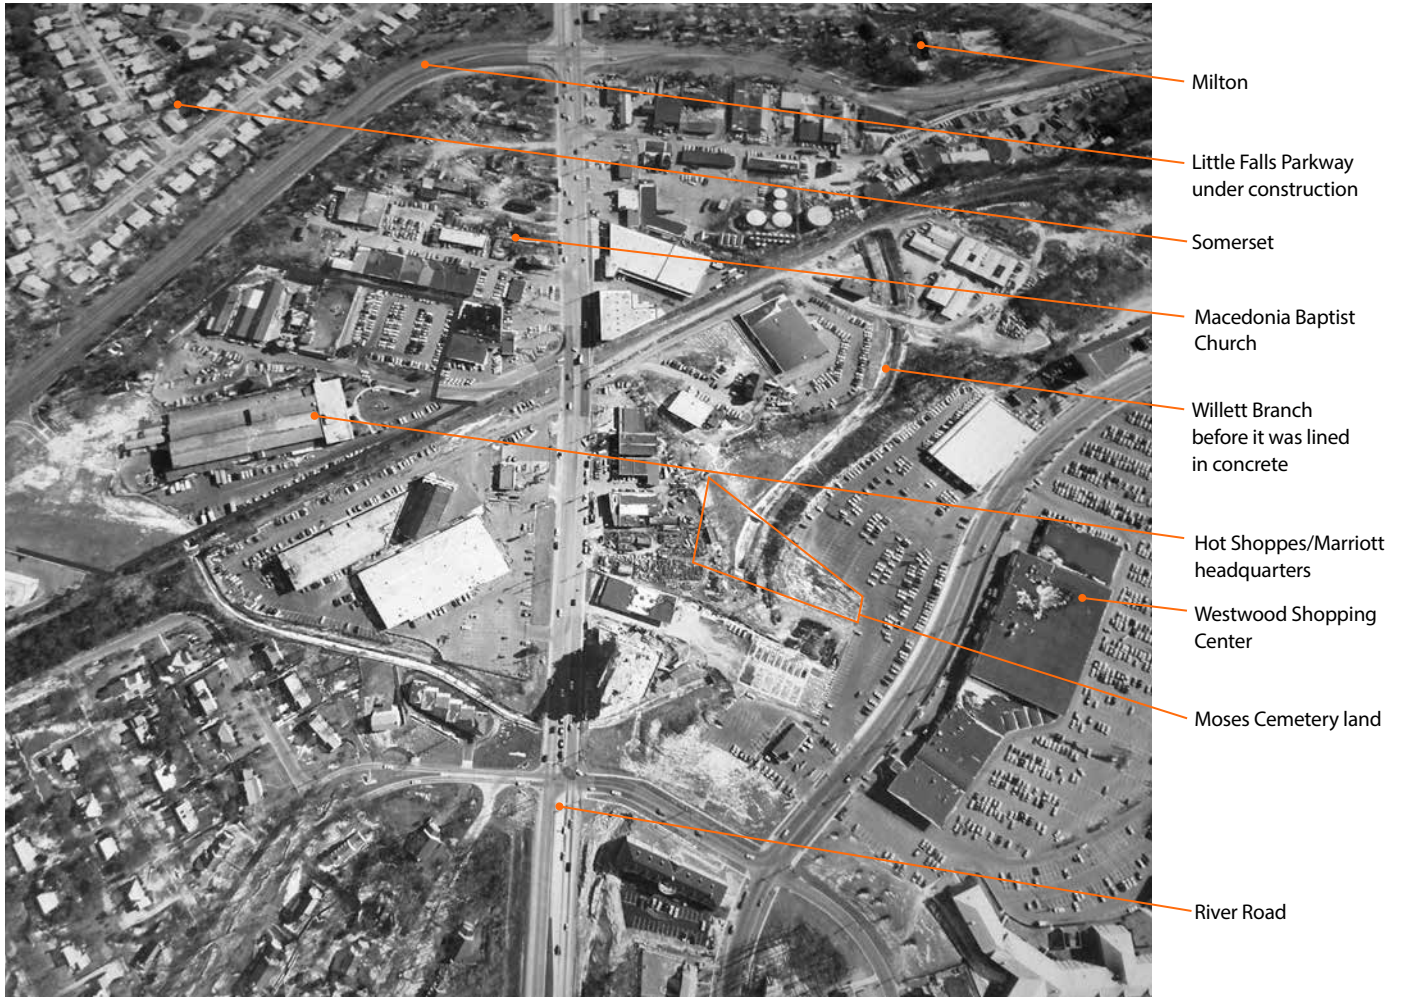 Milton
Little Falls Parkway
under construction
Somerset
Macedonia Baptist
Church
Willett Branch
before it was lined
in concrete
Hot Shoppes/Marriott
headquarters
Westwood Shopping
Center
Moses Cemetery land
River Road